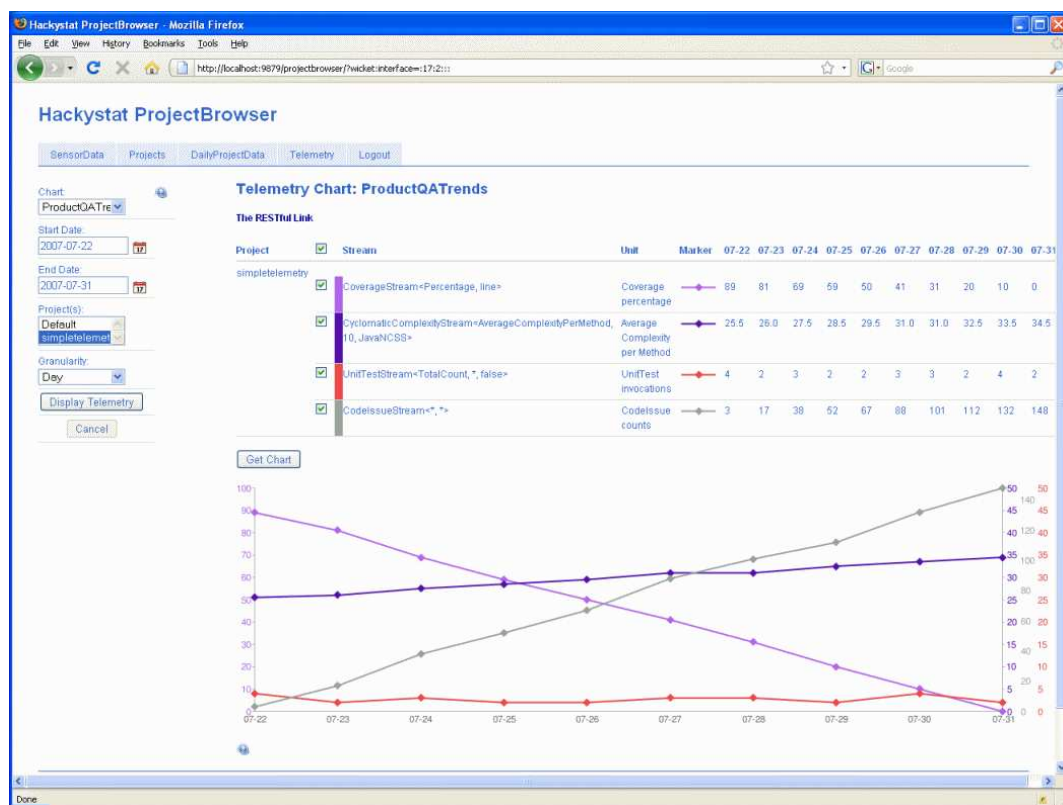 Hackystat ProjectBrowser - Mozilla Firefox
File Edit View History Bookmarks Tools Help
http://localhost:9879/projectbrowser/?wicket:interface=:17:2:::
Google
Hackystat ProjectBrowser
SensorData Projects DailyProjectData Telemetry Logout
Chart:
ProductQATre
Start Date:
2007-07-22
End Date:
2007-07-31
Project(s):
Default
simpletelemet
Granularity:
Day
Display Telemetry
Cancel
Telemetry Chart: ProductQATrends
The RESTful Link
Project Stream Unit Marker 07-22 07-23 07-24 07-25 07-26 07-27 07-28 07-29 07-30 07-31
simpletelemetry
CoverageStream<Percentage, line> Coverage 89 81 69 59 50 41 31 20 10 0
percentage
CyclomaticComplexityStream<AverageComplexityPerMethod, Average 25.5 26.0 27.5 28.5 29.5 31.0 31.0 32.5 33.5 34.5
10, JavaNCSS> Complexity
per Method
UnitTestStream<TotalCount, *, false> UnitTest 4 2 3 2 2 3 3 2 4 2
invocations
CodeIssueStream<*, *> CodeIssue 3 17 38 52 67 88 101 112 132 148
counts
Get Chart
100 50 50
140
90 45 45
80 40 120 40
70 35 100 35
60 30 30
80
50 25 25
40 20 60 20
30 15 15
40
20 10 10
20
10 5 5
0 0 0 0
07-22 07-23 07-24 07-25 07-26 07-27 07-28 07-29 07-30 07-31
Done